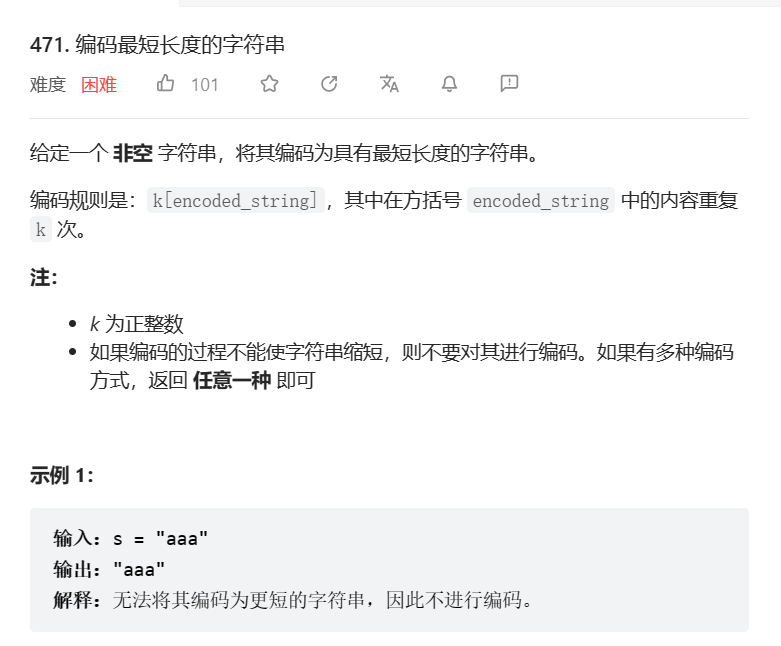 471. 编码最短长度的字符串
难度 困难 101
给定一个 非空 字符串，将其编码为具有最短长度的字符串。
编码规则是：k[encoded_string]，其中在方括号 encoded_string 中的内容重复
k 次。
注：
• k 为正整数
• 如果编码的过程不能使字符串缩短，则不要对其进行编码。如果有多种编码
方式，返回 任意一种 即可
示例 1：
输入：s = "aaa"
输出："aaa"
解释：无法将其编码为更短的字符串，因此不进行编码。